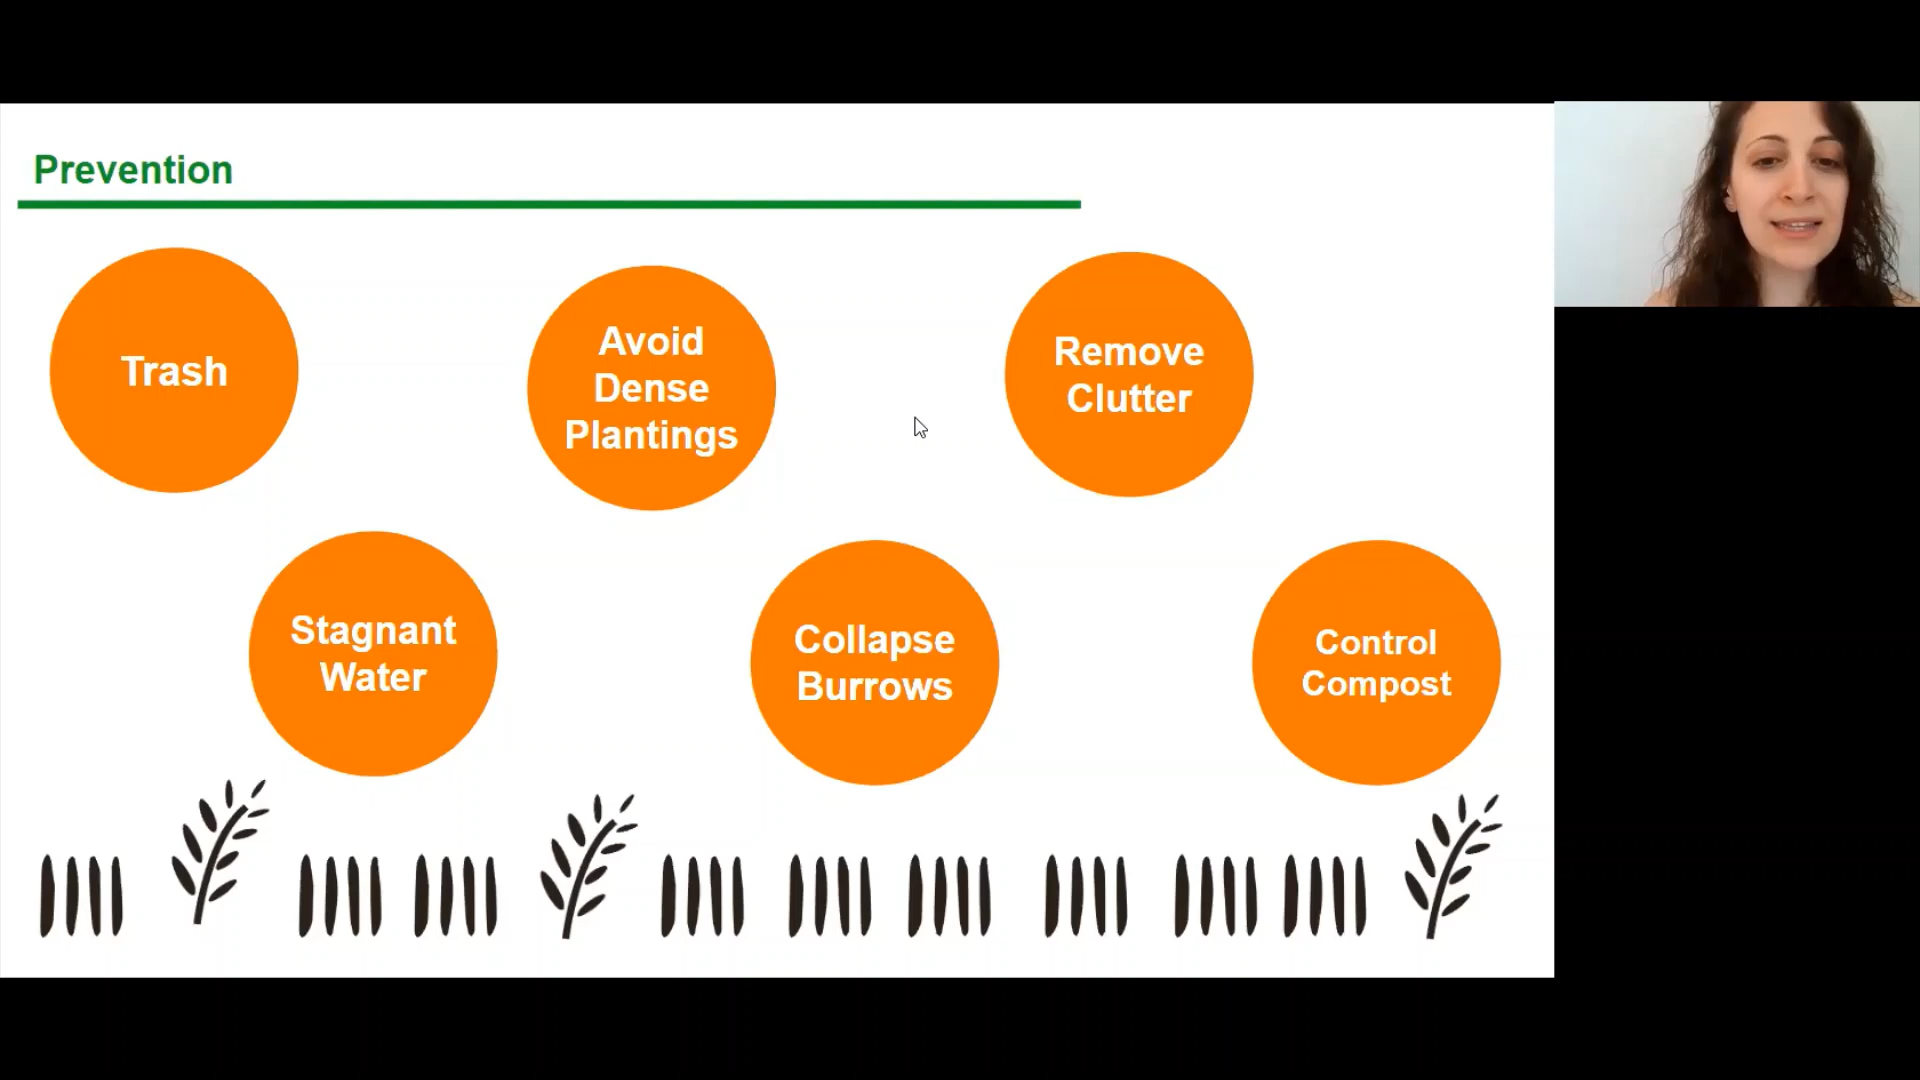 Prevention
Trash
Avoid
Dense
Plantings
Remove
Clutter
Stagnant
Water
Collapse
Burrows
Control
Compost